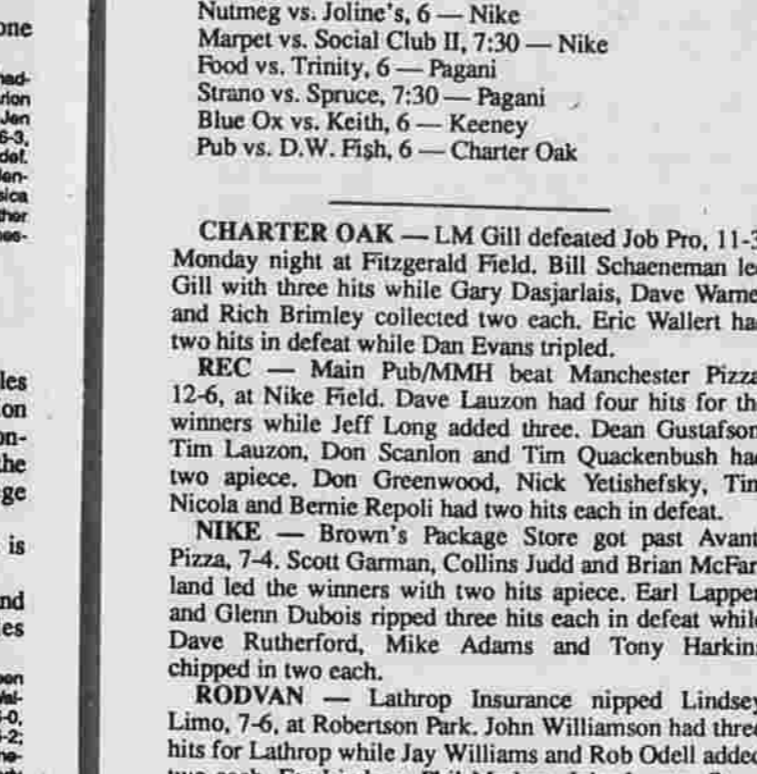 one
Nutmeg vs. Joline's, 6 — Nike
Marpet vs. Social Club II, 7:30 — Nike
Food vs. Trinity, 6 — Pagani
Strano vs. Spruce, 7:30 — Pagani
Blue Ox vs. Keith, 6 — Keeney
Pub vs. D.W. Fish, 6 — Charter Oak
CHARTER OAK — LM Gill defeated Job Pro, 11-3
Monday night at Fitzgerald Field. Bill Schaeneman le
Gill with three hits while Gary Dasjarlais, Dave Warne
and Rich Brimley collected two each. Eric Wallert ha
two hits in defeat while Dan Evans tripled.
REC — Main Pub/MMH beat Manchester Pizza
12-6, at Nike Field. Dave Lauzon had four hits for th
winners while Jeff Long added three. Dean Gustafson
Tim Lauzon, Don Scanlon and Tim Quackenbush ha
two apiece. Don Greenwood, Nick Yetishefsky, Tim
Nicola and Bernie Repoli had two hits each in defeat.
NIKE — Brown's Package Store got past Avant
Pizza, 7-4. Scott Garman, Collins Judd and Brian McFar
land led the winners with two hits apiece. Earl Lapper
and Glenn Dubois ripped three hits each in defeat while
Dave Rutherford, Mike Adams and Tony Harkins
chipped in two each.
RODVAN — Lathrop Insurance nipped Lindsey
Limo, 7-6, at Robertson Park. John Williamson had three
hits for Lathrop while Jay Williams and Rob Odell added